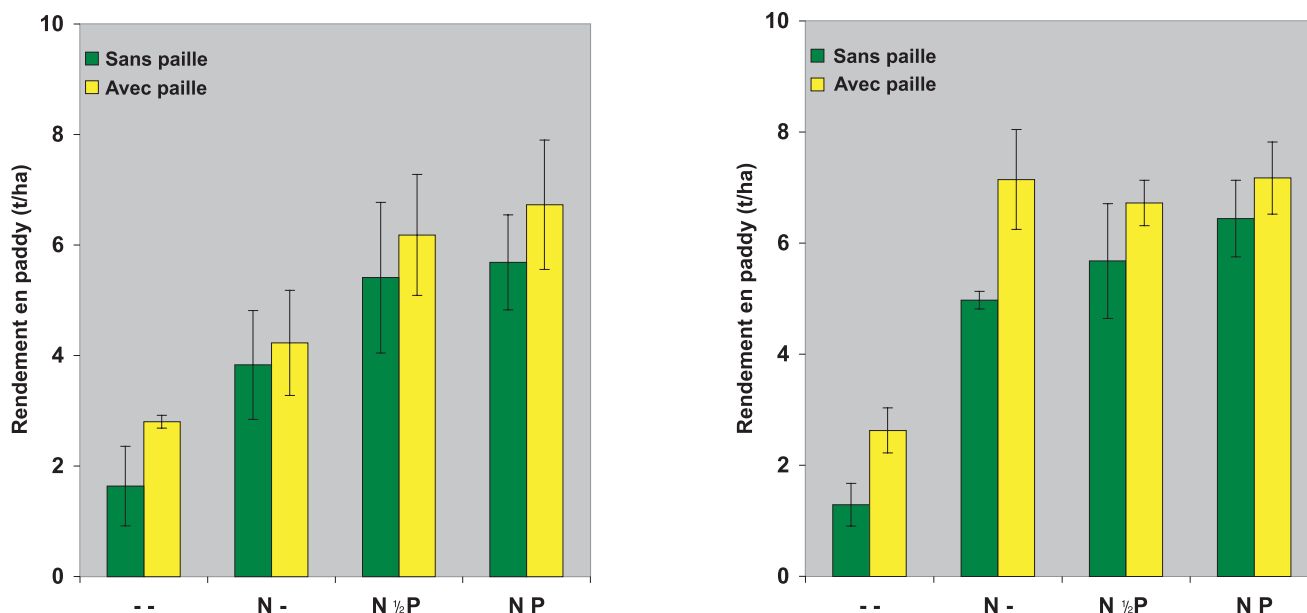 Rendement en paddy (t/ha)
10
8
6
4
2
0
Sans paille
Avec paille
- -
N -
N ½P
N P
Rendement en paddy (t/ha)
10
8
6
4
2
0
Sans paille
Avec paille
- -
N -
N ½P
N P